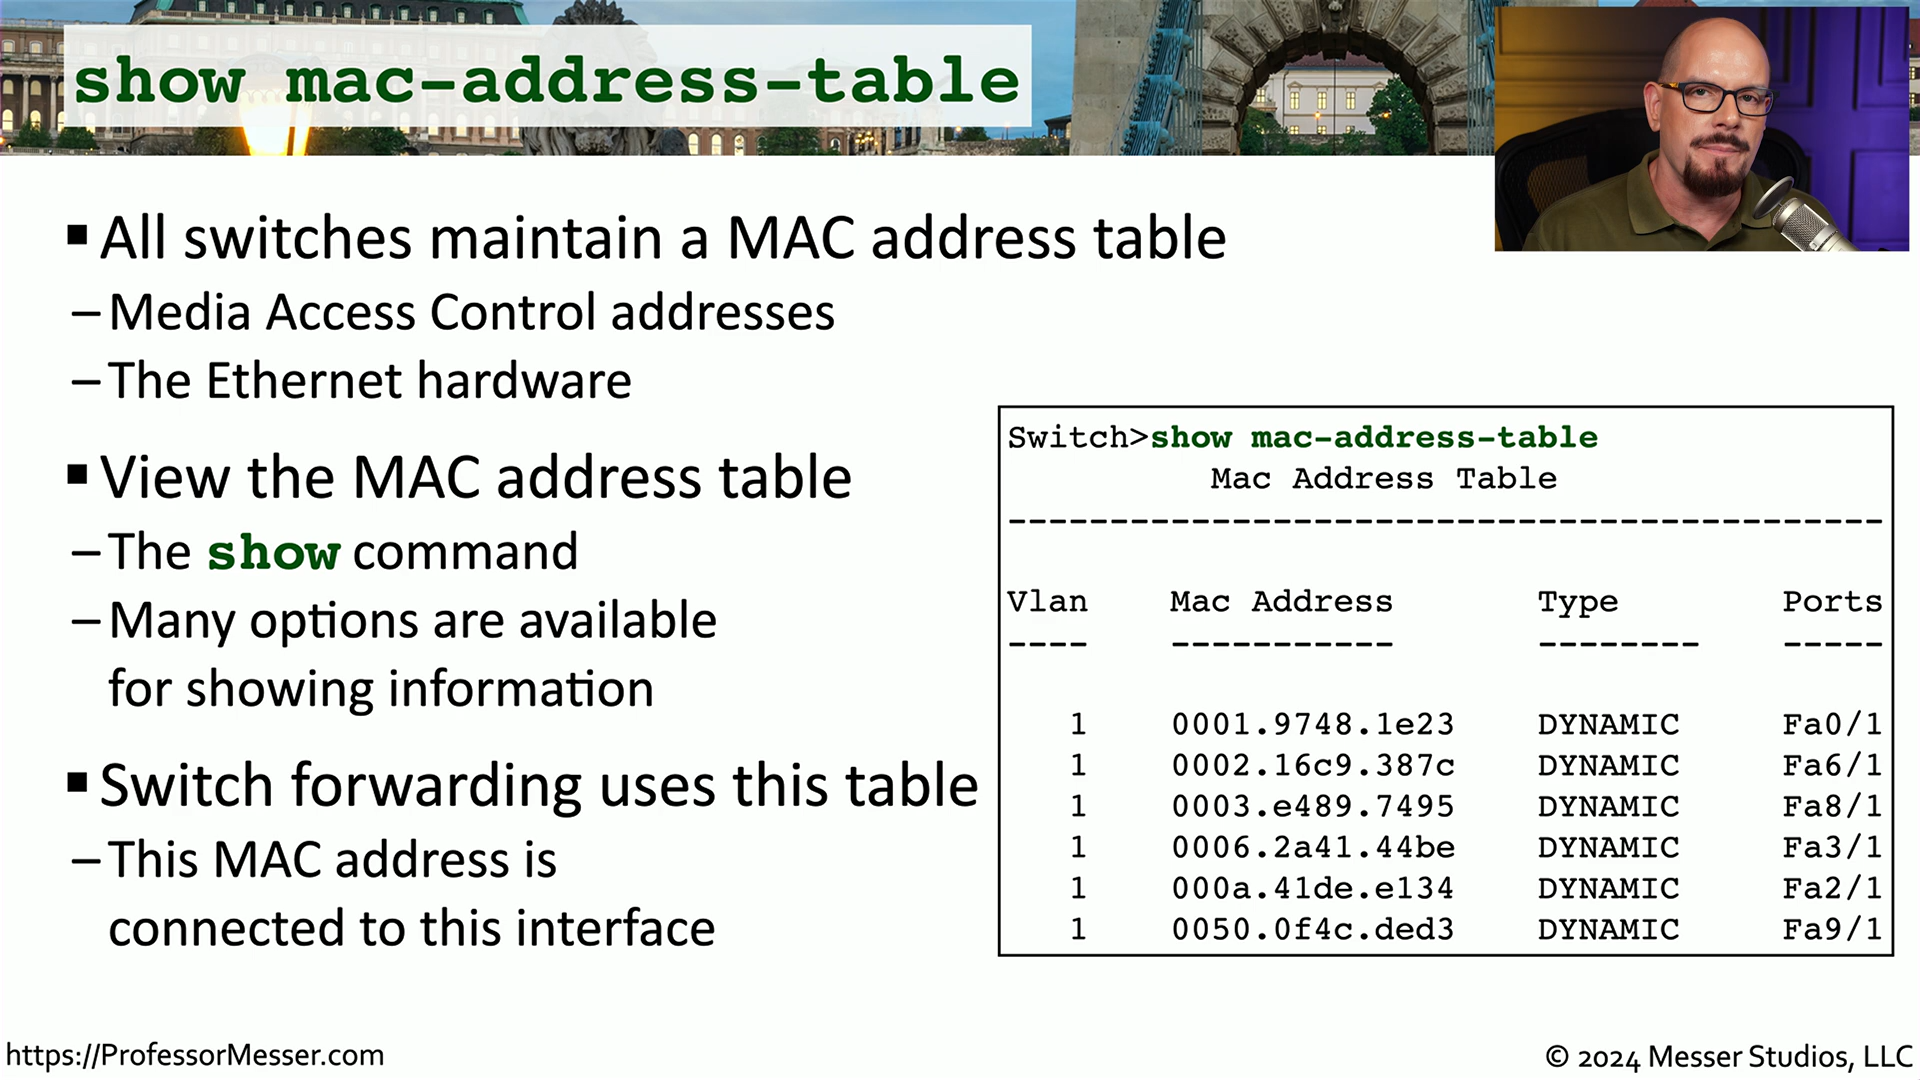 show mac-address-table
▪ All switches maintain a MAC address table
– Media Access Control addresses
– The Ethernet hardware
▪ View the MAC address table
– The show command
– Many options are available
for showing information
▪ Switch forwarding uses this table
– This MAC address is
connected to this interface
Switch>show mac-address-table
Mac Address Table
-------------------------------------------
Vlan Mac Address Type Ports
---- ----------- -------- -----
1 0001.9748.1e23 DYNAMIC Fa0/1
1 0002.16c9.387c DYNAMIC Fa6/1
1 0003.e489.7495 DYNAMIC Fa8/1
1 0006.2a41.44be DYNAMIC Fa3/1
1 000a.41de.e134 DYNAMIC Fa2/1
1 0050.0f4c.ded3 DYNAMIC Fa9/1
https://ProfessorMesser.com
© 2024 Messer Studios, LLC